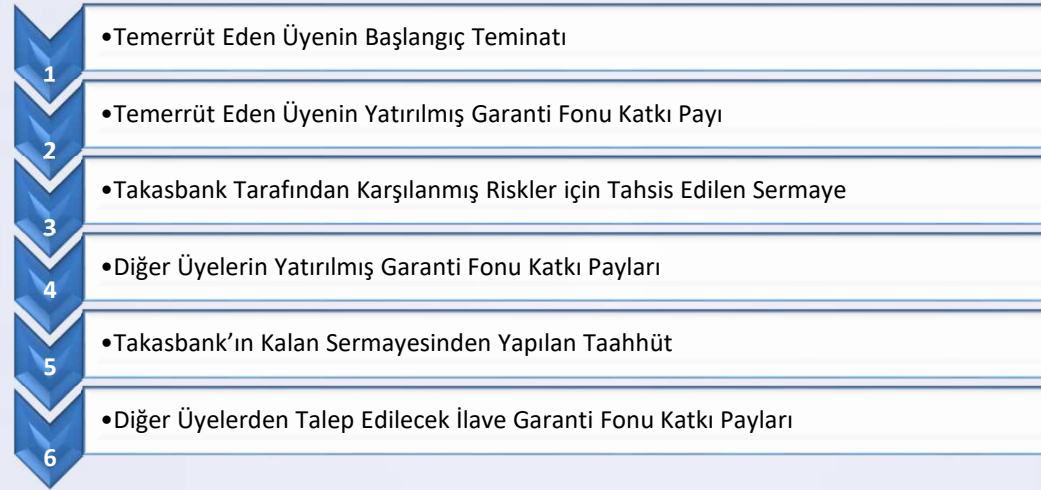 •Temerrüt Eden Üyenin Başlangıç Teminatı
1
•Temerrüt Eden Üyenin Yatırılmış Garanti Fonu Katkı Payı
2
•Takasbank Tarafından Karşılanmış Riskler için Tahsis Edilen Sermaye
3
•Diğer Üyelerin Yatırılmış Garanti Fonu Katkı Payları
4
•Takasbank’ın Kalan Sermayesinden Yapılan Taahhüt
5
•Diğer Üyelerden Talep Edilecek İlave Garanti Fonu Katkı Payları
6